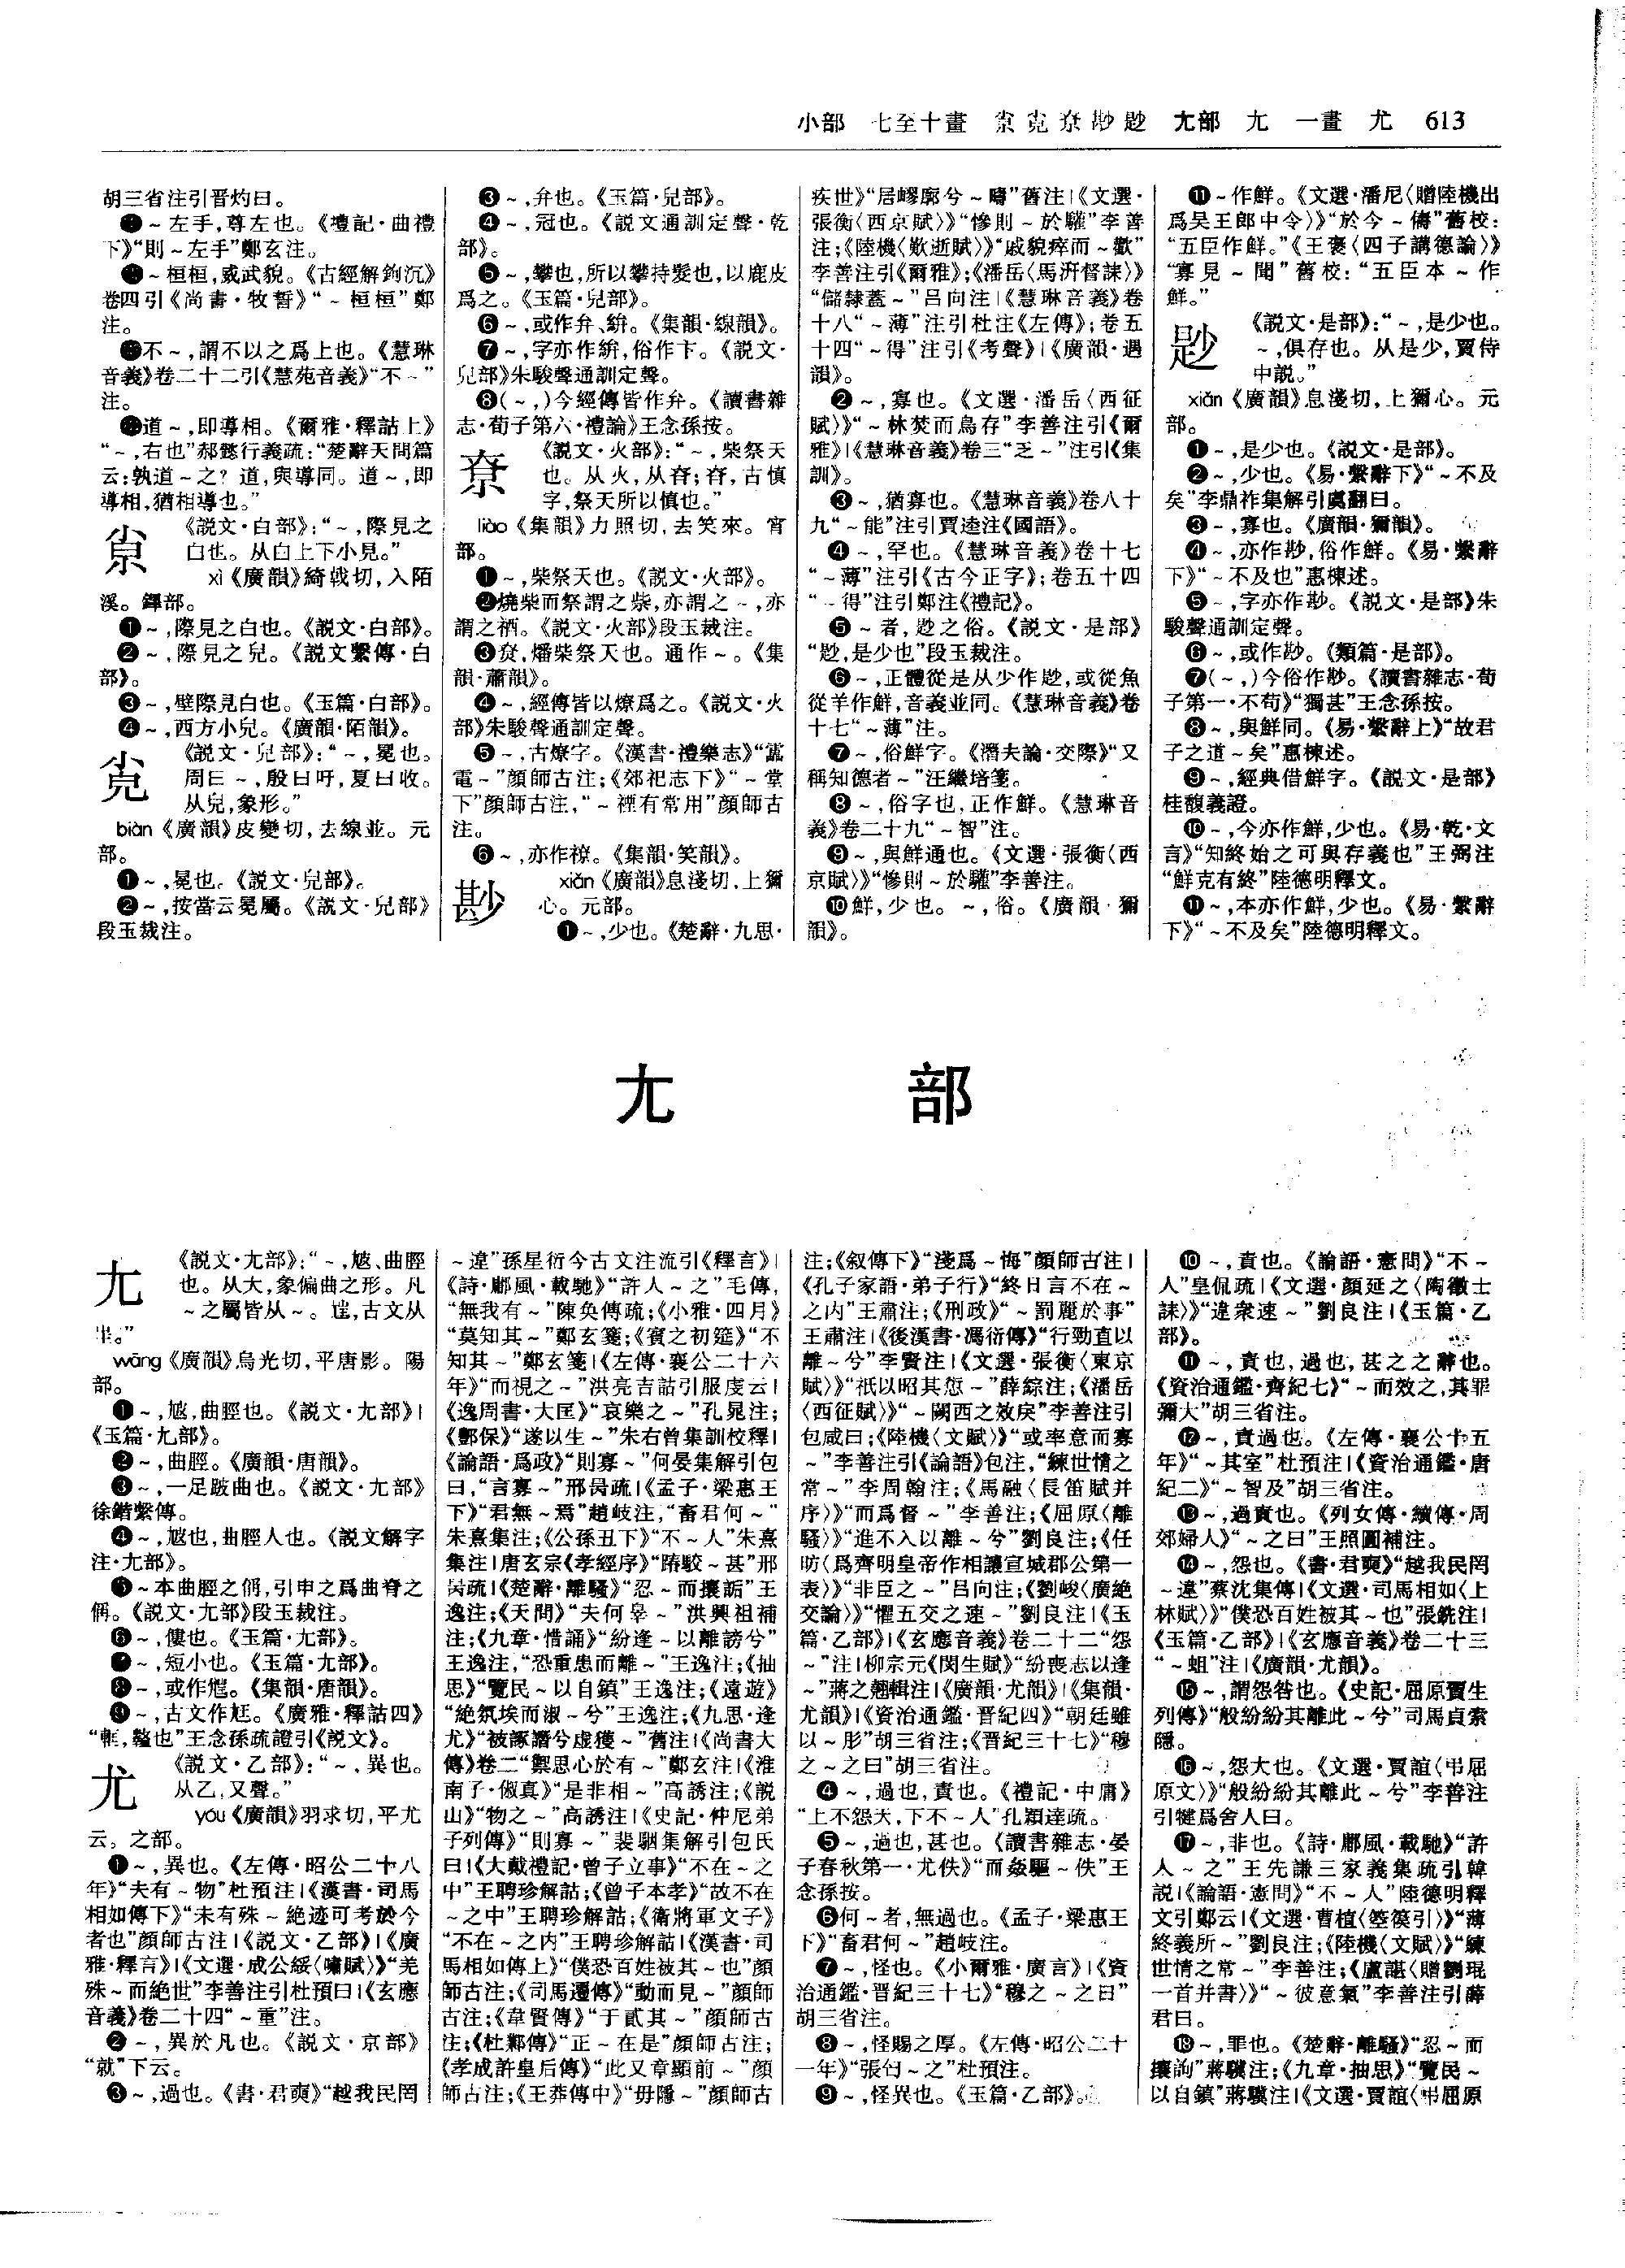 小部 七至十畫 𡭴覍尞尠尟 尢部 尢 一畫 尤 613
胡三省注引晉灼曰。
～左手,尊左也。《禮記·曲禮
下》“則～左手”鄭玄注。
～桓桓,威武貌。《古經解鉤沉》
卷四引《尚書·牧誓》“～桓桓”鄭
注。
不～,謂不以之爲上也。《慧琳
音義》卷二十二引《慧苑音義》“不～”
注。
道～,即導相。《爾雅·釋詁上》
“～,右也”郝懿行義疏:“楚辭天問篇
云:孰道～之?道,與導同。道～,即
導相,猶相導也。”
𡭴
《説文·白部》:“～,際見之
白也。从白上下小見。”
xì《廣韻》綺戟切,入陌
溪。鐸部。
❶～,際見之白也。《説文·白部》。
❷～,際見之皃。《説文繫傳·白
部》。
❸～,壁際見白也。《玉篇·白部》。
❹～,西方小皃。《廣韻·陌韻》。
覍
《説文·皃部》:“～,冕也。
周曰～,殷曰吁,夏曰收。
从皃,象形。”
biàn《廣韻》皮變切,去線並。元
部。
❶～,冕也。《説文·皃部》。
❷～,按當云冕屬。《説文·皃部》
段玉裁注。
❸～,弁也。《玉篇·皃部》。
❹～,冠也。《説文通訓定聲·乾
部》。
❺～,攀也,所以攀持髮也,以鹿皮
爲之。《玉篇·皃部》。
❻～,或作弁、絣。《集韻·線韻》。
❼～,字亦作絣,俗作卞。《説文·
皃部》朱駿聲通訓定聲。
❽(～,)今經傳皆作弁。《讀書雜
志·荀子第六·禮論》王念孫按。
尞
《説文·火部》:“～,柴祭天
也。从火,从昚;昚,古慎
字,祭天所以慎也。”
liào《集韻》力照切,去笑來。宵
部。
❶～,柴祭天也。《説文·火部》。
❷燒柴而祭謂之祡,亦謂之～,亦
謂之禉。《説文·火部》段玉裁注。
❸炃,燔柴祭天也。通作～。《集
韻·蕭韻》。
❹～,經傳皆以燎爲之。《説文·火
部》朱駿聲通訓定聲。
❺～,古燎字。《漢書·禮樂志》“靁
電～”顔師古注;《郊祀志下》“～堂
下”顔師古注,“～禋有常用”顔師古
注。
❻～,亦作䄮。《集韻·笑韻》。
尠
xiǎn《廣韻》息淺切,上獮
心。元部。
❶～,少也。《楚辭·九思·
疾世》“居嵺廓兮～疇”舊注|《文選·
張衡〈西京賦〉》“慘則～於驩”李善
注;《陸機〈歎逝賦〉》“戚貌瘁而～歡”
李善注引《爾雅》;《潘岳〈馬汧督誄〉》
“儲隸蓋～”吕向注|《慧琳音義》卷
十八“～薄”注引杜注《左傳》;卷五
十四“～得”注引《考聲》|《廣韻·遇
韻》。
❷～,寡也。《文選·潘岳〈西征
賦〉》“～林焚而鳥存”李善注引《爾
雅》|《慧琳音義》卷三“乏～”注引《集
訓》。
❸～,猶寡也。《慧琳音義》卷八十
九“～能”注引賈逵注《國語》。
❹～,罕也。《慧琳音義》卷十七
“～薄”注引《古今正字》;卷五十四
“～得”注引鄭注《禮記》。
❺～者,尟之俗。《説文·是部》
“尟,是少也”段玉裁注。
❻～,正體從是从少作尟,或從魚
從羊作鮮,音義並同。《慧琳音義》卷
十七“～薄”注。
❼～,俗鮮字。《潛夫論·交際》“又
稱知德者～”汪繼培箋。
❽～,俗字也,正作鮮。《慧琳音
義》卷二十九“～智”注。
❾～,與鮮通也。《文選·張衡〈西
京賦〉》“慘則～於驩”李善注。
❿鮮,少也。～,俗。《廣韻·獮
韻》。
⓫～作鮮。《文選·潘尼〈贈陸機出
爲吴王郎中令〉》“於今～儔”舊校:
“五臣作鮮。”《王褒〈四子講德論〉》
“寡見～聞”舊校:“五臣本～作
鮮。”
尟
《説文·是部》:“～,是少也。
～,俱存也。从是少,賈侍
中説。”
xiǎn《廣韻》息淺切,上獮心。元
部。
❶～,是少也。《説文·是部》。
❷～,少也。《易·繫辭下》“～不及
矣”李鼎祚集解引虞翻曰。
❸～,寡也。《廣韻·獮韻》。
❹～,亦作尠,俗作鮮。《易·繫辭
下》“～不及也”惠棟述。
❺～,字亦作尠。《説文·是部》朱
駿聲通訓定聲。
❻～,或作尠。《類篇·是部》。
❼(～,)今俗作尠。《讀書雜志·荀
子第一·不苟》“獨甚”王念孫按。
❽～,與鮮同。《易·繫辭上》“故君
子之道～矣”惠棟述。
❾～,經典借鮮字。《説文·是部》
桂馥義證。
❿～,今亦作鮮,少也。《易·乾·文
言》“知終始之可與存義也”王弼注
“鮮克有終”陸德明釋文。
⓫～,本亦作鮮,少也。《易·繫辭
下》“～不及矣”陸德明釋文。
尢 部
尢
《説文·尢部》:“～,尳、曲脛
也。从大,象偏曲之形。凡
～之屬皆从～。𡯁,古文从
㞷。”
wāng《廣韻》烏光切,平唐影。陽
部。
❶～,尳,曲脛也。《説文·尢部》|
《玉篇·尢部》。
❷～,曲脛。《廣韻·唐韻》。
❸～,一足跛曲也。《説文·尢部》
徐鍇繫傳。
❹～,尳也,曲脛人也。《説文解字
注·尢部》。
❺～本曲脛之偁,引申之爲曲脊之
偁。《説文·尢部》段玉裁注。
❻～,僂也。《玉篇·尢部》。
❼～,短小也。《玉篇·尢部》。
❽～,或作尪。《集韻·唐韻》。
❾～,古文作尪。《廣雅·釋詁四》
“㡢,蹇也”王念孫疏證引《説文》。
尤
《説文·乙部》:“～,異也。
从乙,又聲。”
yóu《廣韻》羽求切,平尤
云。之部。
❶～,異也。《左傳·昭公二十八
年》“夫有～物”杜預注|《漢書·司馬
相如傳下》“未有殊～絶迹可考於今
者也”顔師古注|《説文·乙部》|《廣
雅·釋言》|《文選·成公綏〈嘯賦〉》“羌
殊～而絶世”李善注引杜預曰|《玄應
音義》卷二十四“～重”注。
❷～,異於凡也。《説文·京部》
“就”下云。
❸～,過也。《書·君奭》“越我民罔
～違”孫星衍今古文注疏引《釋言》|
《詩·鄘風·載馳》“許人～之”毛傳,
“無我有～”陳奐傳疏;《小雅·四月》
“莫知其～”鄭玄箋;《賓之初筵》“不
知其～”鄭玄箋|《左傳·襄公二十六
年》“而視之～”洪亮吉詁引服虔云|
《逸周書·大匡》“哀樂之～”孔晁注;
《酆保》“遂以生～”朱右曾集訓校釋|
《論語·爲政》“則寡～”何晏集解引包
曰,“言寡～”邢昺疏|《孟子·梁惠王
下》“君無～焉”趙岐注,“畜君何～”
朱熹集注;《公孫丑下》“不～人”朱熹
集注|唐玄宗《孝經序》“踳駮～甚”邢
昺疏|《楚辭·離騷》“忍～而攘詬”王
逸注;《天問》“夫何辠～”洪興祖補
注;《九章·惜誦》“紛逢～以離謗兮”
王逸注,“恐重患而離～”王逸注;《抽
思》“覽民～以自鎮”王逸注;《遠遊》
“絶氛埃而淑～兮”王逸注;《九思·逢
尤》“被諑譖兮虚獲～”舊注|《尚書大
傳》卷二“禦思心於有～”鄭玄注|《淮
南子·俶真》“是非相～”高誘注;《説
山》“物之～”高誘注|《史記·仲尼弟
子列傳》“則寡～”裴駰集解引包氏
曰|《大戴禮記·曾子立事》“不在～之
中”王聘珍解詁;《曾子本孝》“故不在
～之中”王聘珍解詁;《衛將軍文子》
“不在～之内”王聘珍解詁|《漢書·司
馬相如傳上》“僕恐百姓被其～也”顔
師古注;《司馬遷傳》“動而見～”顔師
古注;《韋賢傳》“于貳其～”顔師古
注;《杜鄴傳》“正～在是”顔師古注;
《孝成許皇后傳》“此又章顯前～”顔
師古注;《王莽傳中》“毋隱～”顔師古
注;《叙傳下》“淺爲～悔”顔師古注|
《孔子家語·弟子行》“終日言不在～
之内”王肅注;《刑政》“～罰麗於事”
王肅注|《後漢書·馮衍傳》“行勁直以
離～兮”李賢注|《文選·張衡〈東京
賦〉》“祇以昭其愆～”薛綜注;《潘岳
〈西征賦〉》“～闕西之效戾”李善注引
包咸曰;《陸機〈文賦〉》“或率意而寡
～”李善注引《論語》包注,“練世情之
常～”李周翰注;《馬融〈長笛賦并
序〉》“而爲督～”李善注;《屈原〈離
騷〉》“進不入以離～兮”劉良注;《任
昉〈爲齊明皇帝作相讓宣城郡公第一
表〉》“非臣之～”吕向注;《劉峻〈廣絶
交論〉》“懼五交之速～”劉良注|《玉
篇·乙部》|《玄應音義》卷二十二“怨
～”注|柳宗元《閔生賦》“紛喪志以逢
～”蔣之翹輯注|《廣韻·尤韻》|《集韻·
尤韻》|《資治通鑑·晉紀四》“朝廷雖
以～肜”胡三省注;《晉紀三十七》“穆
之～之曰”胡三省注。
❹～,過也,責也。《禮記·中庸》
“上不怨天,下不～人”孔穎達疏。
❺～,過也,甚也。《讀書雜志·晏
子春秋第一·尤佚》“而姦驅～佚”王
念孫按。
❻何～者,無過也。《孟子·梁惠王
下》“畜君何～”趙岐注。
❼～,怪也。《小爾雅·廣言》|《資
治通鑑·晉紀三十七》“穆之～之曰”
胡三省注。
❽～,怪賜之厚。《左傳·昭公二十
一年》“張匄～之”杜預注。
❾～,怪異也。《玉篇·乙部》。
❿～,責也。《論語·憲問》“不～
人”皇侃疏|《文選·顔延之〈陶徵士
誄〉》“違衆速～”劉良注|《玉篇·乙
部》。
⓫～,責也,過也,甚之之辭也。
《資治通鑑·齊紀七》“～而效之,其罪
彌大”胡三省注。
⓬～,責過也。《左傳·襄公十五
年》“～其室”杜預注|《資治通鑑·唐
紀二》“～智及”胡三省注。
⓭～,過責也。《列女傳·續傳·周
郊婦人》“～之曰”王照圓補注。
⓮～,怨也。《書·君奭》“越我民罔
～違”蔡沈集傳|《文選·司馬相如〈上
林賦〉》“僕恐百姓被其～也”張銑注|
《玉篇·乙部》|《玄應音義》卷二十三
“～蛆”注|《廣韻·尤韻》。
⓯～,謂怨咎也。《史記·屈原賈生
列傳》“般紛紛其離此～兮”司馬貞索
隱。
⓰～,怨大也。《文選·賈誼〈弔屈
原文〉》“般紛紛其離此～兮”李善注
引犍爲舍人曰。
⓱～,非也。《詩·鄘風·載馳》“許
人～之”王先謙三家義集疏引韓
説|《論語·憲問》“不～人”陸德明釋
文引鄭云|《文選·曹植〈箜篌引〉》“薄
終義所～”劉良注;《陸機〈文賦〉》“練
世情之常～”李善注;《盧諶〈贈劉琨
一首并書〉》“～彼意氣”李善注引薛
君曰。
⓲～,罪也。《楚辭·離騷》“忍～而
攘詢”蔣驥注;《九章·抽思》“覽民～
以自鎮”蔣驥注|《文選·賈誼〈弔屈原